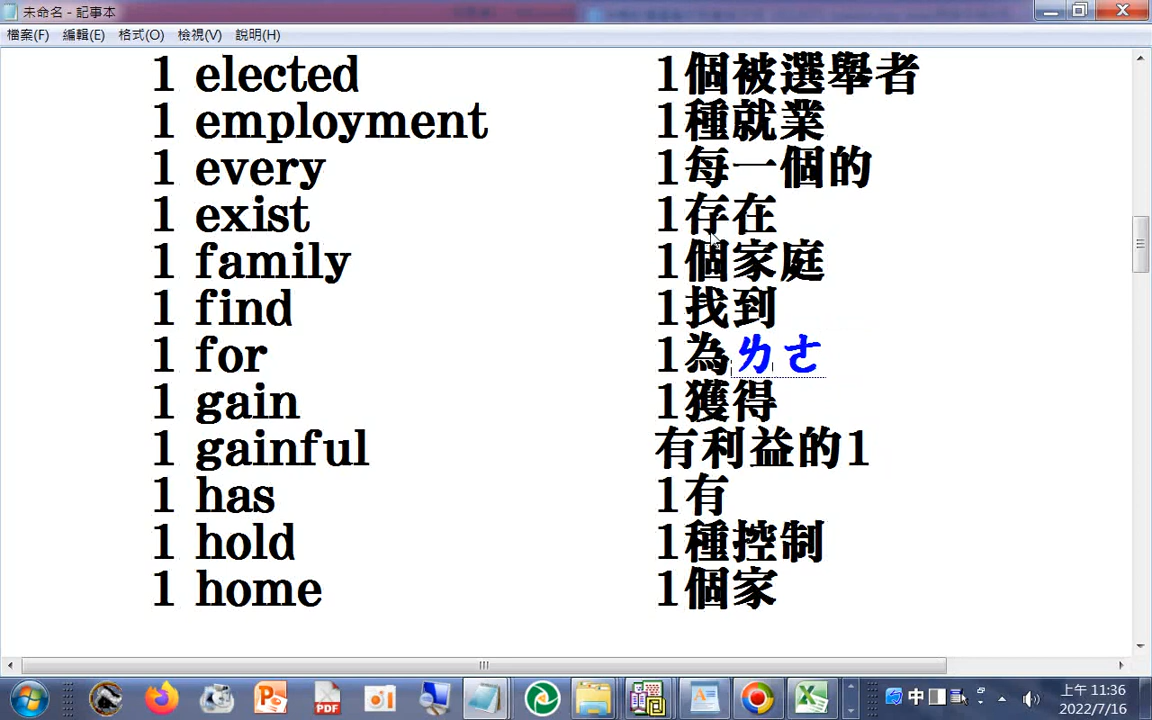 未命名 - 記事本
檔案(F) 編輯(E) 格式(O) 檢視(V) 說明(H)
1 elected 1個被選舉者
1 employment 1種就業
1 every 1每一個的
1 exist 1存在
1 family 1個家庭
1 find 1找到
1 for 1為ㄌㄜ
1 gain 1獲得
1 gainful 有利益的1
1 has 1有
1 hold 1種控制
1 home 1個家
中
上午 11:36
2022/7/16